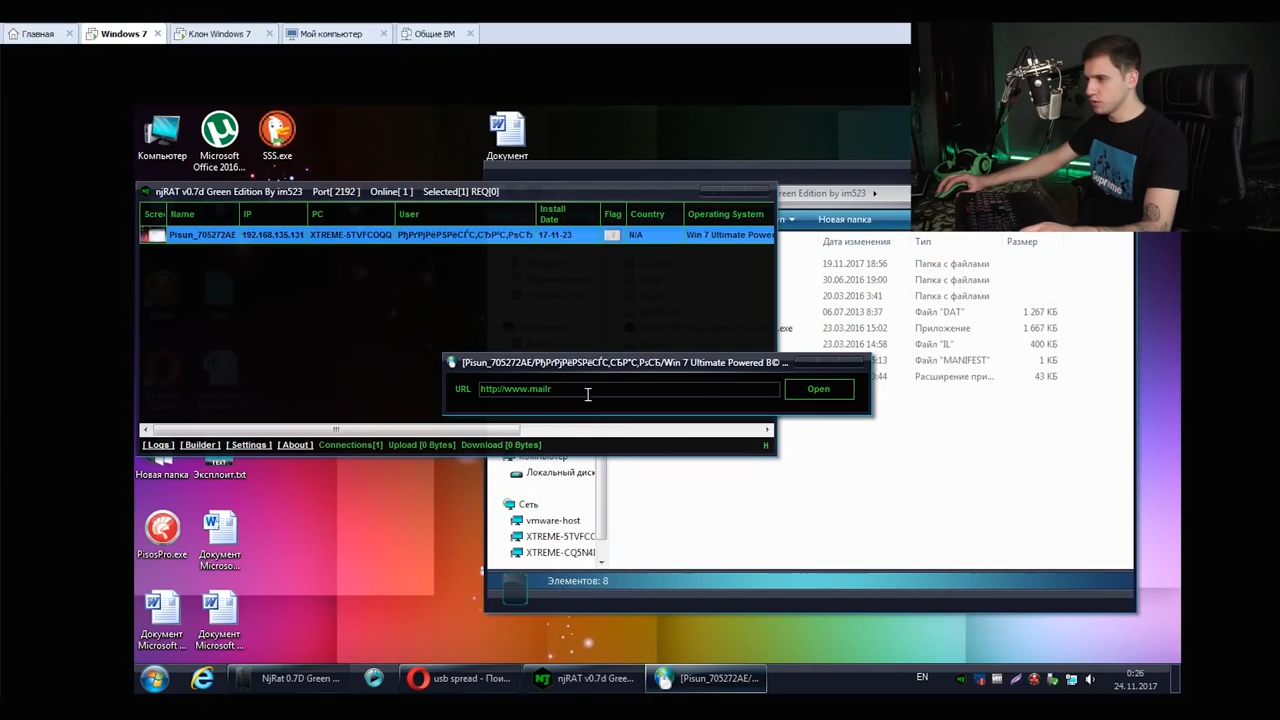 Главная
Windows 7
Клон Windows 7
Мой компьютер
Общие ВМ
Компьютер
Microsoft
Office 2016...
SSS.exe
Документ
njRAT v0.7d Green Edition By im523 Port[ 2192 ] Online[ 1 ] Selected[1] REQ[0]
reen Edition by im523
Scree
Name
IP
PC
User
Install
Date
Flag
Country
Operating System
Новая папка
Pisun_705272AE
192.168.135.131
XTREME-5TVFCOQQ
17-11-23
N/A
Win 7 Ultimate Powere
Дата изменения
Тип
Размер
19.11.2017 18:56
Папка с файлами
30.06.2016 19:00
Папка с файлами
20.03.2016 3:41
Папка с файлами
06.07.2013 8:37
Файл "DAT"
1 267 КБ
.exe
23.03.2016 15:02
Приложение
1 667 КБ
23.03.2016 14:58
Файл "IL"
400 КБ
5:13
Файл "MANIFEST"
1 КБ
0:44
Расширение при...
43 КБ
URL
http://www.mailr
Open
[ Logs ] [ Builder ] [ Settings ] [ About ] Connections[1] Upload [0 Bytes] Download [0 Bytes]
H
Новая папка
Эксплоит.txt
Локальный диск
Сеть
vmware-host
XTREME-5TVFCO
XTREME-CQ5N4I
PisosPro.exe
Документ
Microso...
Элементов: 8
Документ
Microsoft ...
Документ
Microsoft ...
NjRat 0.7D Green ...
usb spread - Пои...
njRAT v0.7d Gree...
[Pisun_705272AE/...
EN
0:26
24.11.2017
Supreme